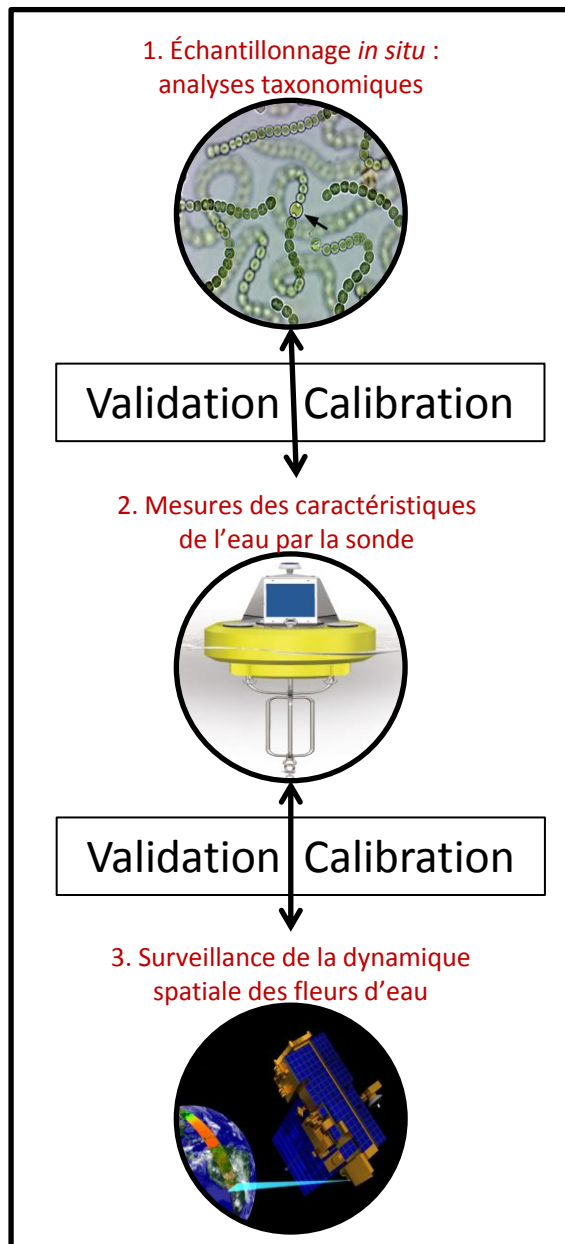 1. Échantillonnage in situ :
analyses taxonomiques
Validation Calibration
2. Mesures des caractéristiques
de l’eau par la sonde
Validation Calibration
3. Surveillance de la dynamique
spatiale des fleurs d’eau